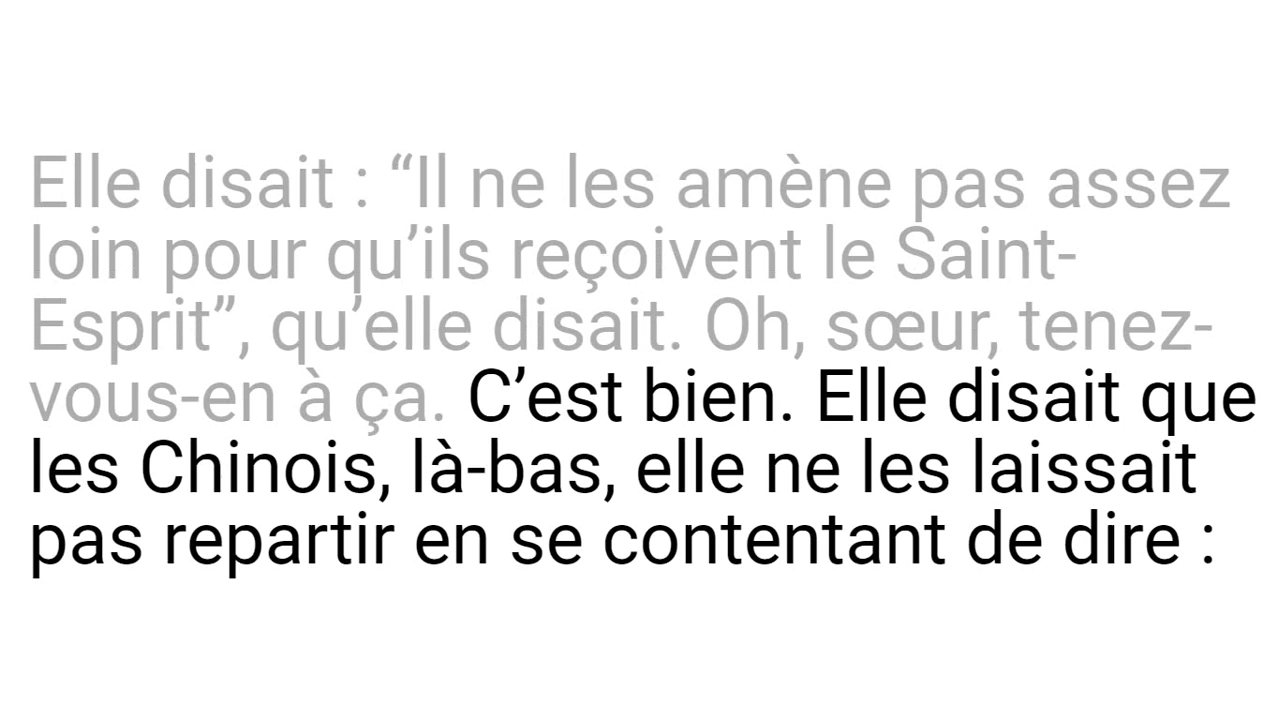 Elle disait : “Il ne les amène pas assez
loin pour qu’ils reçoivent le Saint-
Esprit”, qu’elle disait. Oh, sœur, tenez-
vous-en à ça. C’est bien. Elle disait que
les Chinois, là-bas, elle ne les laissait
pas repartir en se contentant de dire :